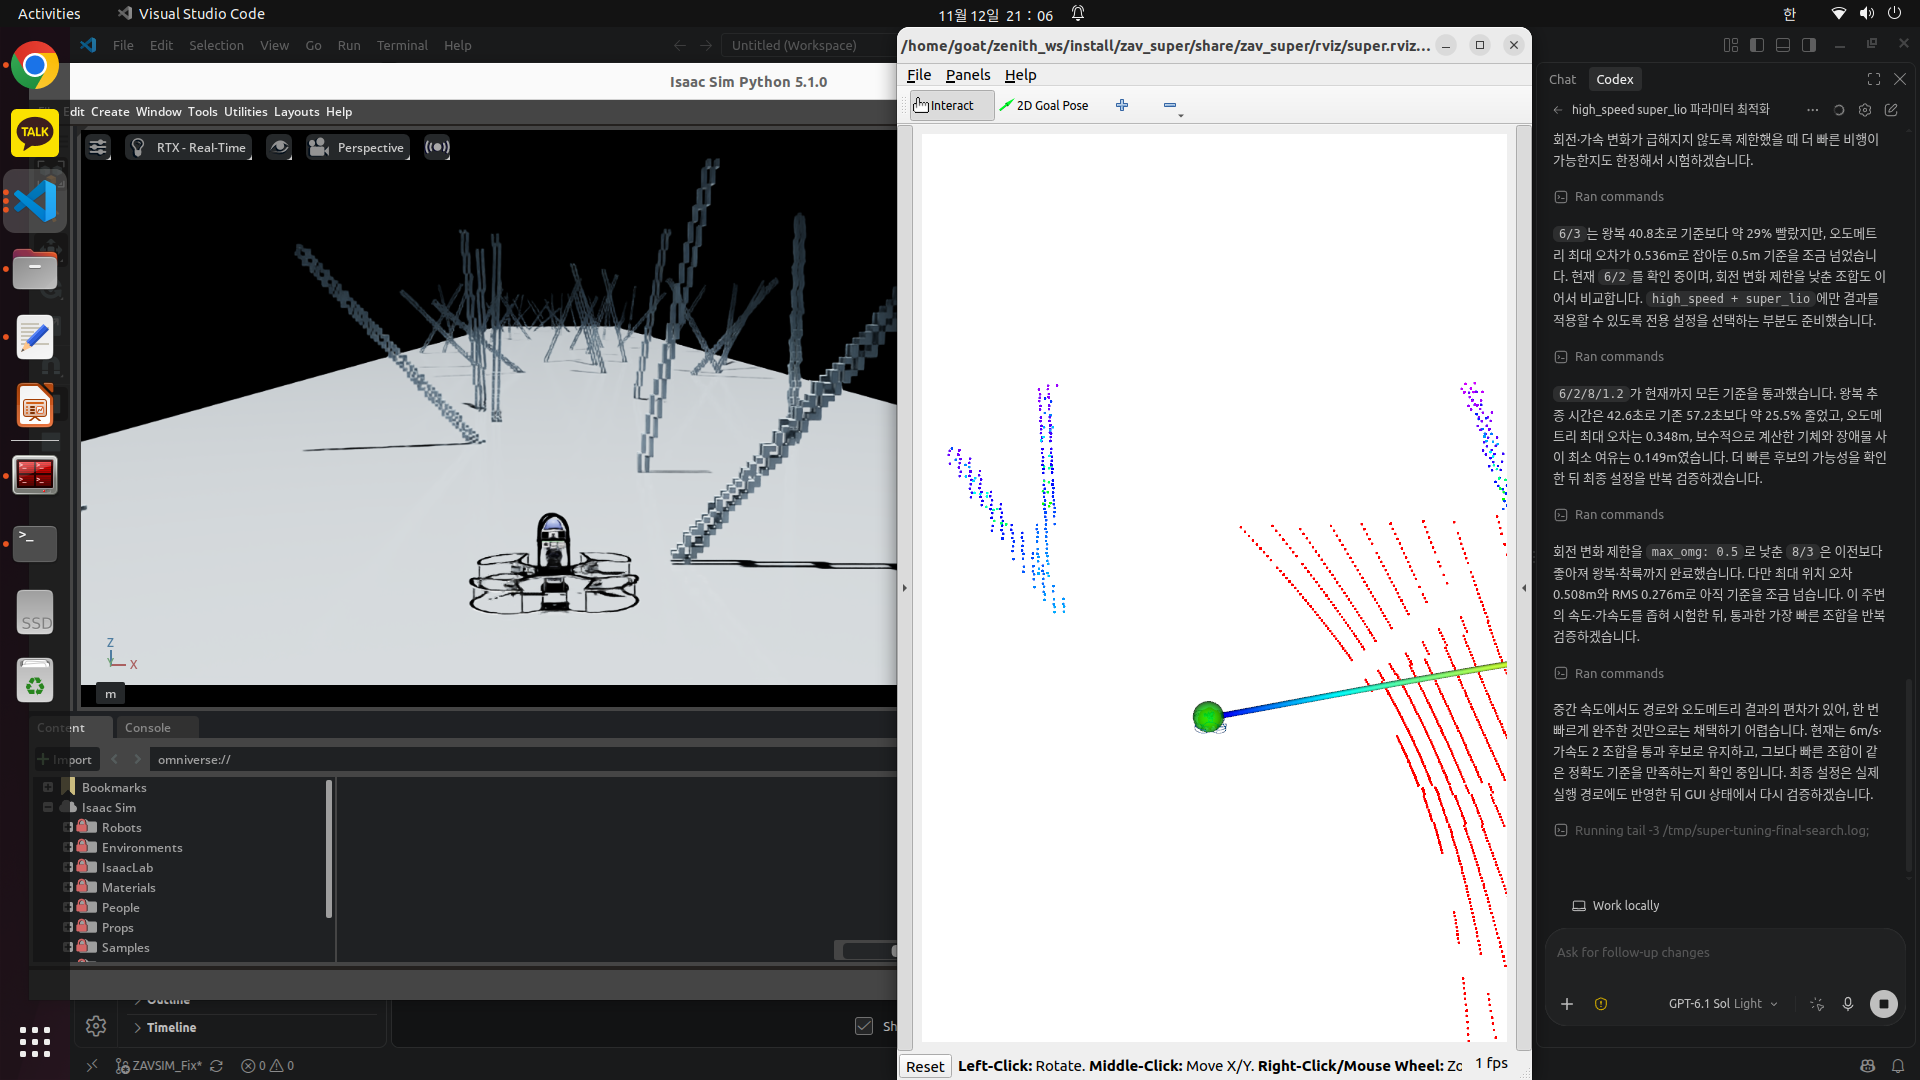 Activities
Visual Studio Code
11월 12일 21 : 06
한
File Edit Selection View Go Run Terminal Help
Untitled (Workspace)
Isaac Sim Python 5.1.0
Edit Create Window Tools Utilities Layouts Help
RTX - Real-Time
Perspective
Z
X
m
TALK
SSD
Content
Console
Import
omniverse://
Bookmarks
Isaac Sim
Robots
Environments
IsaacLab
Materials
People
Props
Samples
Outline
Timeline
Sh
ZAVSIM_Fix*
0 0 0
/home/goat/zenith_ws/install/zav_super/share/zav_super/rviz/super.rviz...
File Panels Help
Interact
2D Goal Pose
Reset
Left-Click: Rotate. Middle-Click: Move X/Y. Right-Click/Mouse Wheel: Zo
1 fps
Chat
Codex
high_speed super_lio 파라미터 최적화
회전·가속 변화가 급해지지 않도록 제한했을 때 더 빠른 비행이
가능한지도 한정해서 시험하겠습니다.
Ran commands
6/3 는 왕복 40.8초로 기준보다 약 29% 빨랐지만, 오도메트
리 최대 오차가 0.536m로 잡아둔 0.5m 기준을 조금 넘었습니
다. 현재 6/2 를 확인 중이며, 회전 변화 제한을 낮춘 조합도 이
어서 비교합니다. high_speed + super_lio 에만 결과를
적용할 수 있도록 전용 설정을 선택하는 부분도 준비했습니다.
Ran commands
6/2/8/1.2 가 현재까지 모든 기준을 통과했습니다. 왕복 추
종 시간은 42.6초로 기존 57.2초보다 약 25.5% 줄었고, 오도메
트리 최대 오차는 0.348m, 보수적으로 계산한 기체와 장애물 사
이 최소 여유는 0.149m였습니다. 더 빠른 후보의 가능성을 확인
한 뒤 최종 설정을 반복 검증하겠습니다.
Ran commands
회전 변화 제한을 max_omg: 0.5 로 낮춘 8/3 은 이전보다
좋아져 왕복·착륙까지 완료했습니다. 다만 최대 위치 오차
0.508m와 RMS 0.276m로 아직 기준을 조금 넘습니다. 이 주변
의 속도·가속도를 좁혀 시험한 뒤, 통과한 가장 빠른 조합을 반복
검증하겠습니다.
Ran commands
중간 속도에서도 경로와 오도메트리 결과의 편차가 있어, 한 번
빠르게 완주한 것만으로는 채택하기 어렵습니다. 현재는 6m/s·
가속도 2 조합을 통과 후보로 유지하고, 그보다 빠른 조합이 같
은 정확도 기준을 만족하는지 확인 중입니다. 최종 설정은 실제
실행 경로에도 반영한 뒤 GUI 상태에서 다시 검증하겠습니다.
Running tail -3 /tmp/super-tuning-final-search.log;
Work locally
Ask for follow-up changes
GPT-6.1 Sol Light